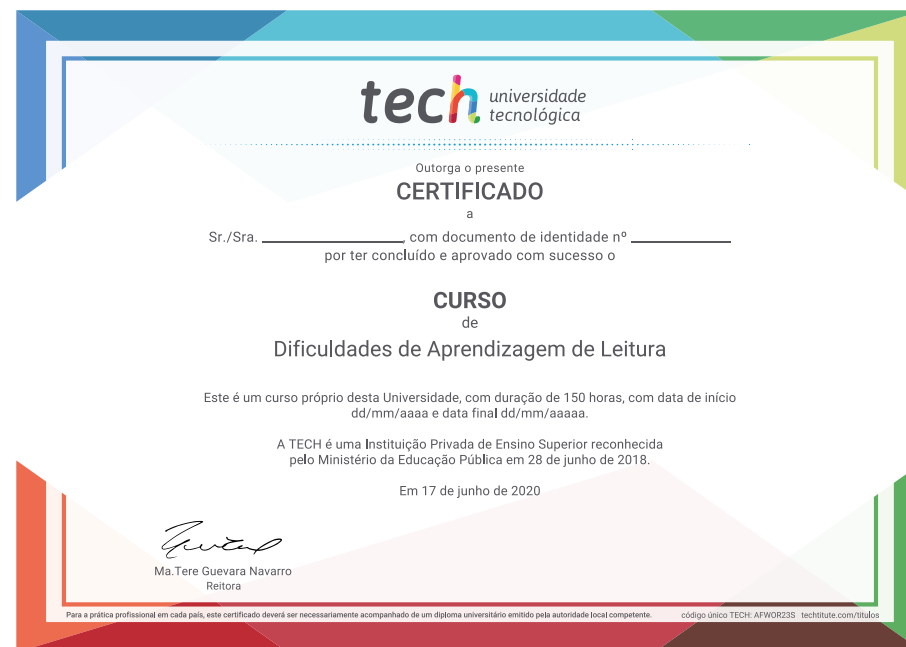 tech universidade
tecnológica
Outorga o presente
CERTIFICADO
a
Sr./Sra. ____________, com documento de identidade nº ____________
por ter concluído e aprovado com sucesso o
CURSO
de
Dificuldades de Aprendizagem de Leitura
Este é um curso próprio desta Universidade, com duração de 150 horas, com data de início
dd/mm/aaaa e data final dd/mm/aaaaa.
A TECH é uma Instituição Privada de Ensino Superior reconhecida
pelo Ministério da Educação Pública em 28 de junho de 2018.
Em 17 de junho de 2020
Ma.Tere Guevara Navarro
Reitora
Para a prática profissional em cada país, este certificado deverá ser necessariamente acompanhado de um diploma universitário emitido pela autoridade local competente. código único TECH: AFWOR23S techtitute.com/titulos